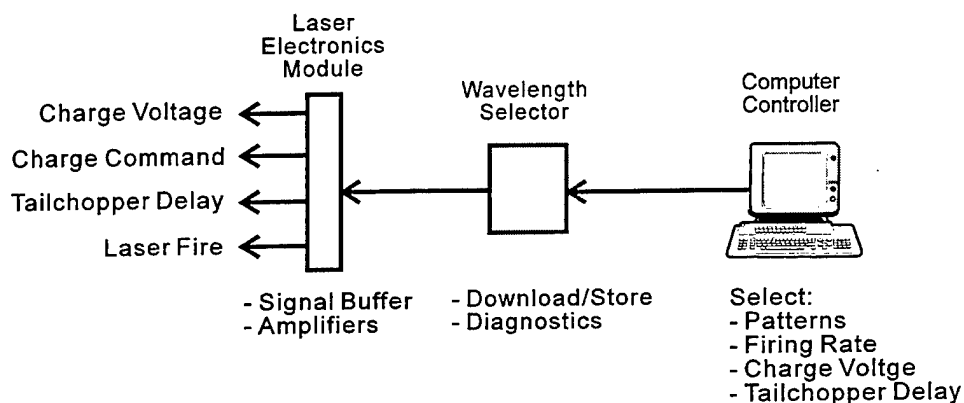 Laser
Electronics
Module
Wavelength
Selector
Computer
Controller
Charge Voltage
Charge Command
Tailchopper Delay
Laser Fire
- Signal Buffer
- Amplifiers
- Download/Store
- Diagnostics
Select:
- Patterns
- Firing Rate
- Charge Voltge
- Tailchopper Delay